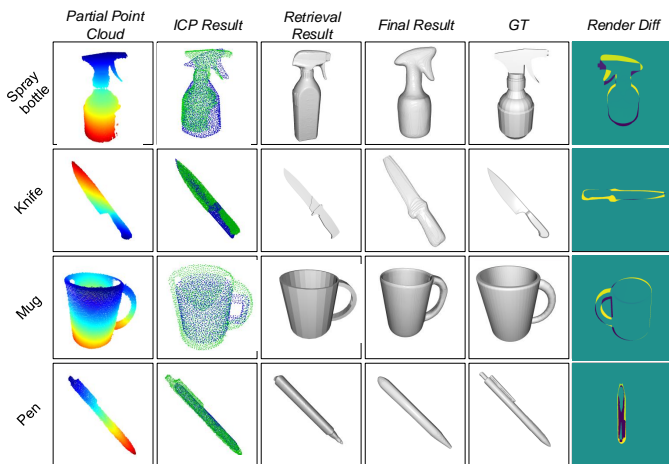 Partial Point Cloud
ICP Result
Retrieval Result
Final Result
GT
Render Diff
Spray bottle
Knife
Mug
Pen